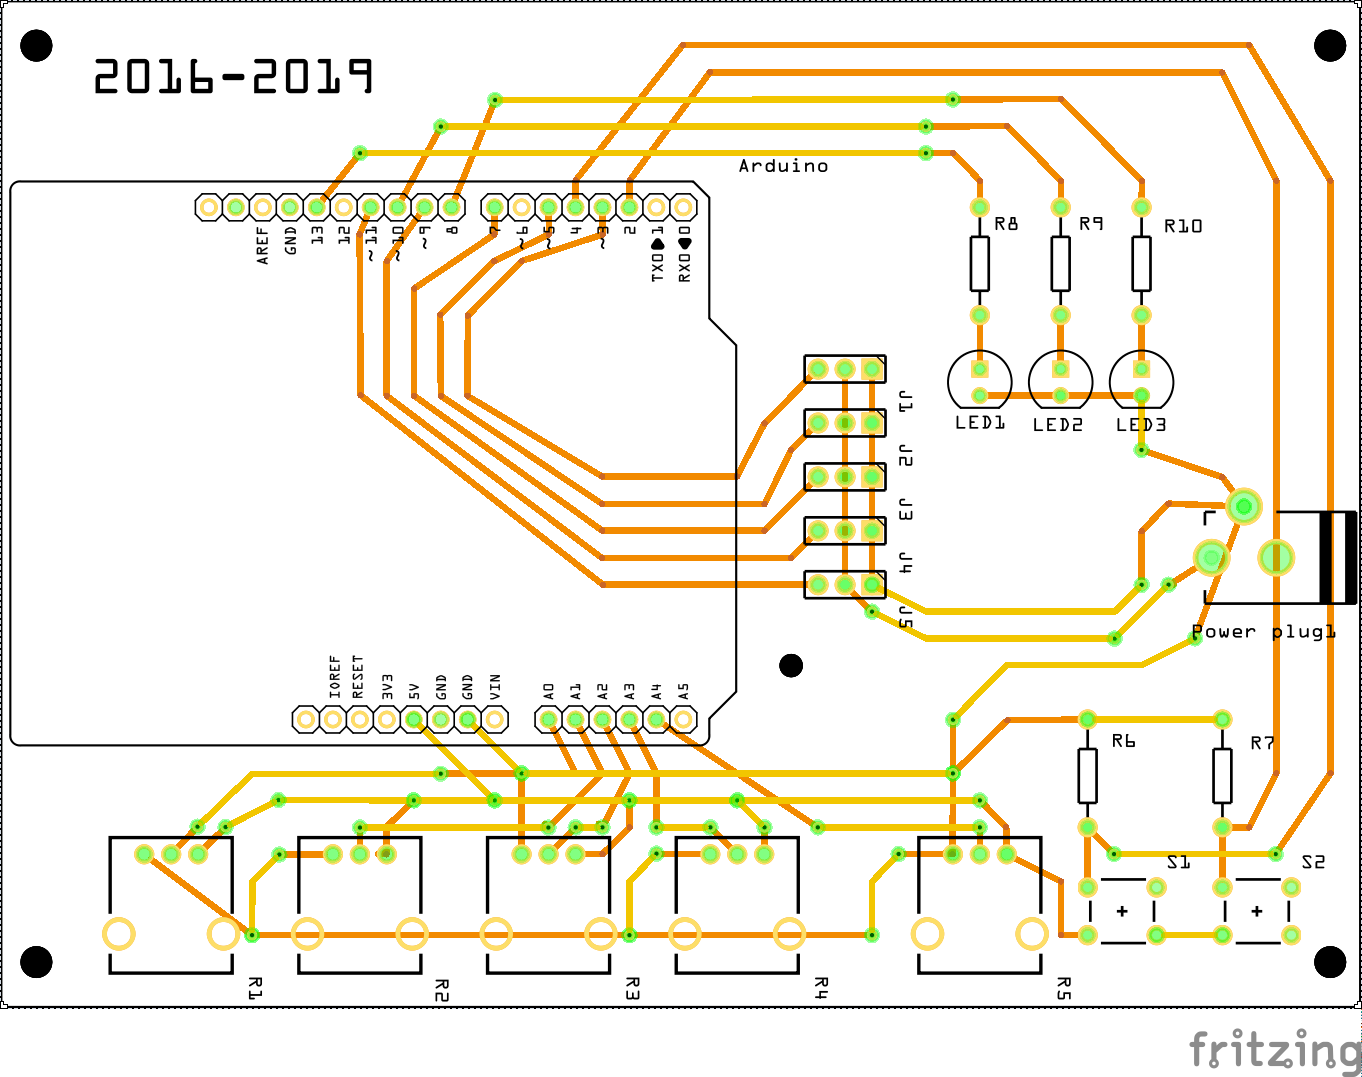 2016-2019
Arduino
AREF
GND
13
12
~11
~10
~9
8
7
~6
~5
4
~3
2
TX0▶1
RX0◀0
R8
R9
R10
LED1
LED2
LED3
J1
J2
J3
J4
J5
Power plug1
IOREF
RESET
3V3
5V
GND
GND
VIN
A0
A1
A2
A3
A4
A5
R6
R7
S1
S2
+
+
R1
R2
R3
R4
R5
fritzing